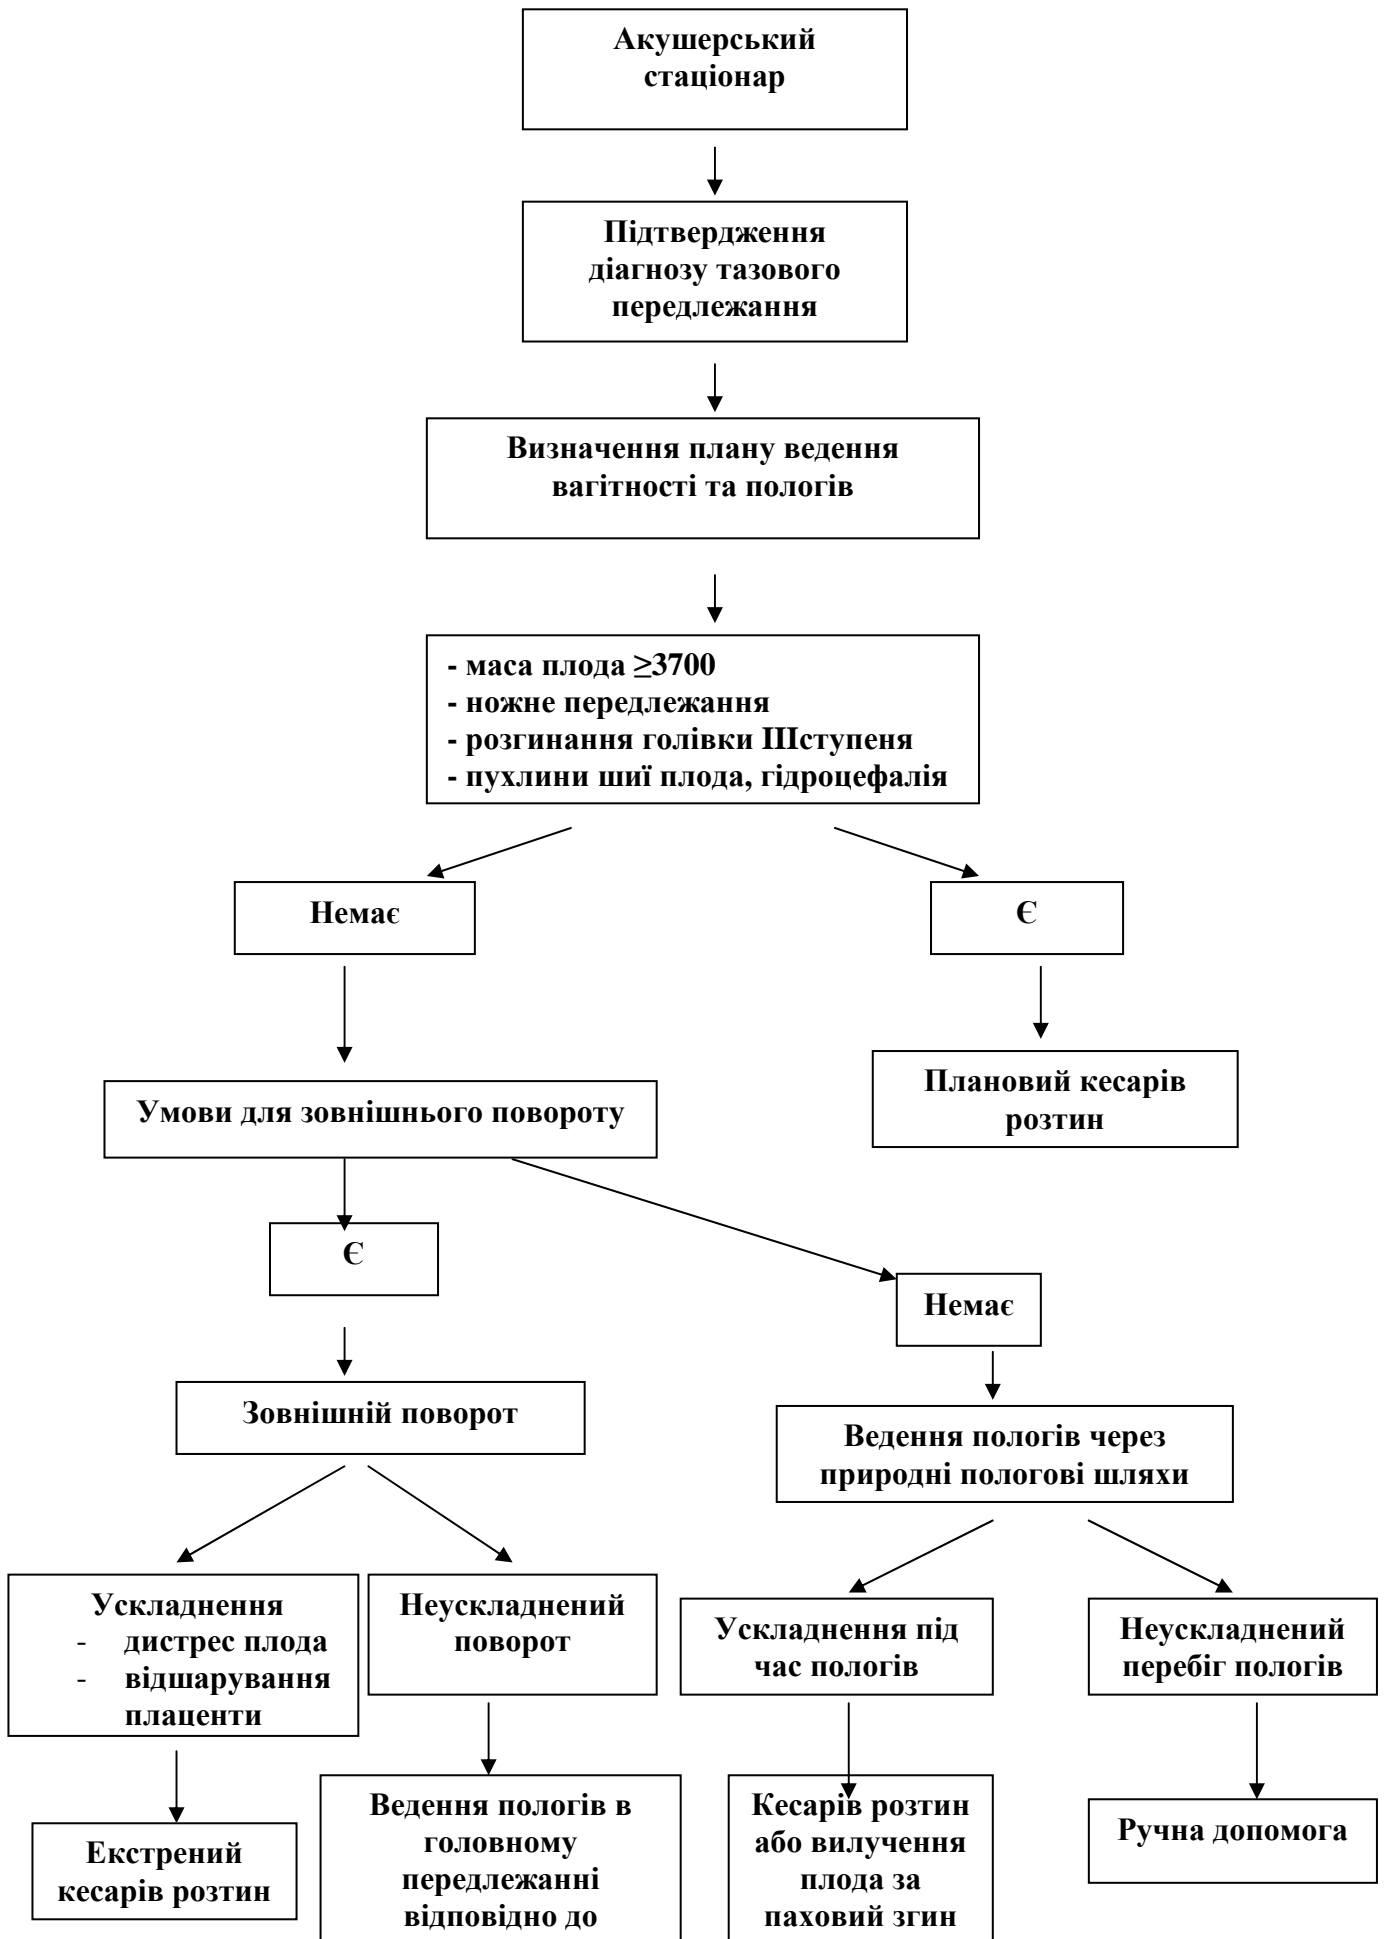 Акушерський
стаціонар
Підтвердження
діагнозу тазового
передлежання
Визначення плану ведення
вагітності та пологів
- маса плода ≥3700
- ножне передлежання
- розгинання голівки ІІІступеня
- пухлини шиї плода, гідроцефалія
Немає
Є
Плановий кесарів
розтин
Умови для зовнішнього повороту
Є
Немає
Зовнішній поворот
Ведення пологів через
природні пологові шляхи
Ускладнення
- дистрес плода
- відшарування
плаценти
Неускладнений
поворот
Ускладнення під
час пологів
Неускладнений
перебіг пологів
Екстрений
кесарів розтин
Ведення пологів в
головному
передлежанні
відповідно до
Кесарів розтин
або вилучення
плода за
паховий згин
Ручна допомога